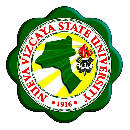 NUEVA VIZCAYA STATE UNIVERSITY
• 1916 •